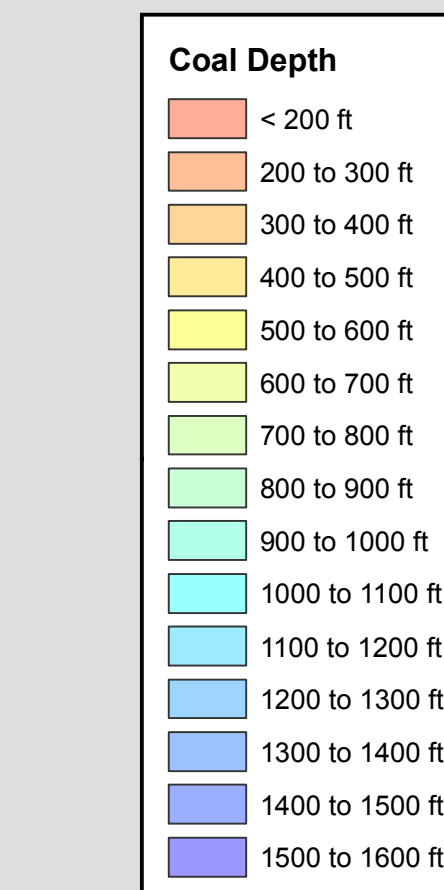 Coal Depth
< 200 ft
200 to 300 ft
300 to 400 ft
400 to 500 ft
500 to 600 ft
600 to 700 ft
700 to 800 ft
800 to 900 ft
900 to 1000 ft
1000 to 1100 ft
1100 to 1200 ft
1200 to 1300 ft
1300 to 1400 ft
1400 to 1500 ft
1500 to 1600 ft